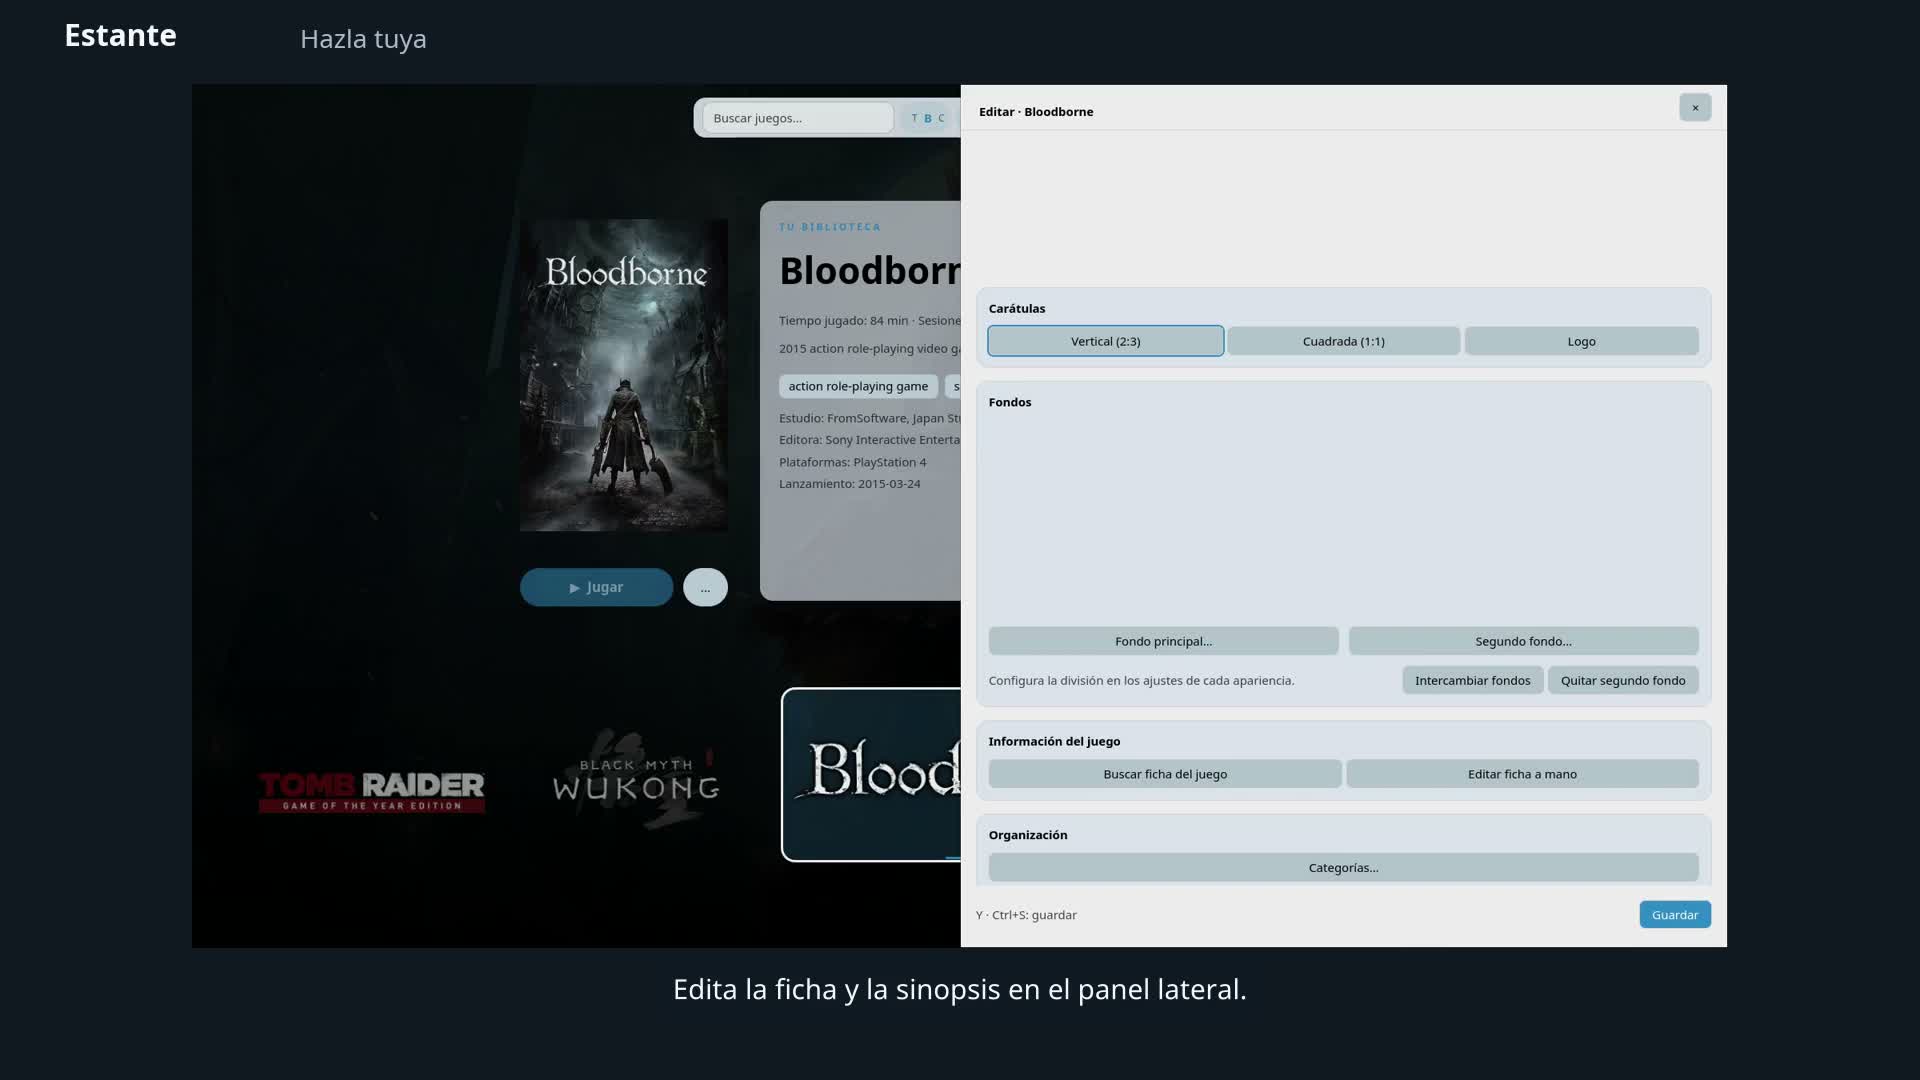 Estante
Hazla tuya
Buscar juegos...
T B C
TU BIBLIOTECA
Bloodborn
Tiempo jugado: 84 min · Sesione
2015 action role-playing video ga
action role-playing game
s
Estudio: FromSoftware, Japan Stu
Editora: Sony Interactive Enterta
Plataformas: PlayStation 4
Lanzamiento: 2015-03-24
Bloodborne
▶ Jugar
...
TOMB RAIDER
GAME OF THE YEAR EDITION
BLACK MYTH
WUKONG
Blood
Editar · Bloodborne
×
Carátulas
Vertical (2:3)
Cuadrada (1:1)
Logo
Fondos
Fondo principal...
Segundo fondo...
Configura la división en los ajustes de cada apariencia.
Intercambiar fondos
Quitar segundo fondo
Información del juego
Buscar ficha del juego
Editar ficha a mano
Organización
Categorías...
Y · Ctrl+S: guardar
Guardar
Edita la ficha y la sinopsis en el panel lateral.